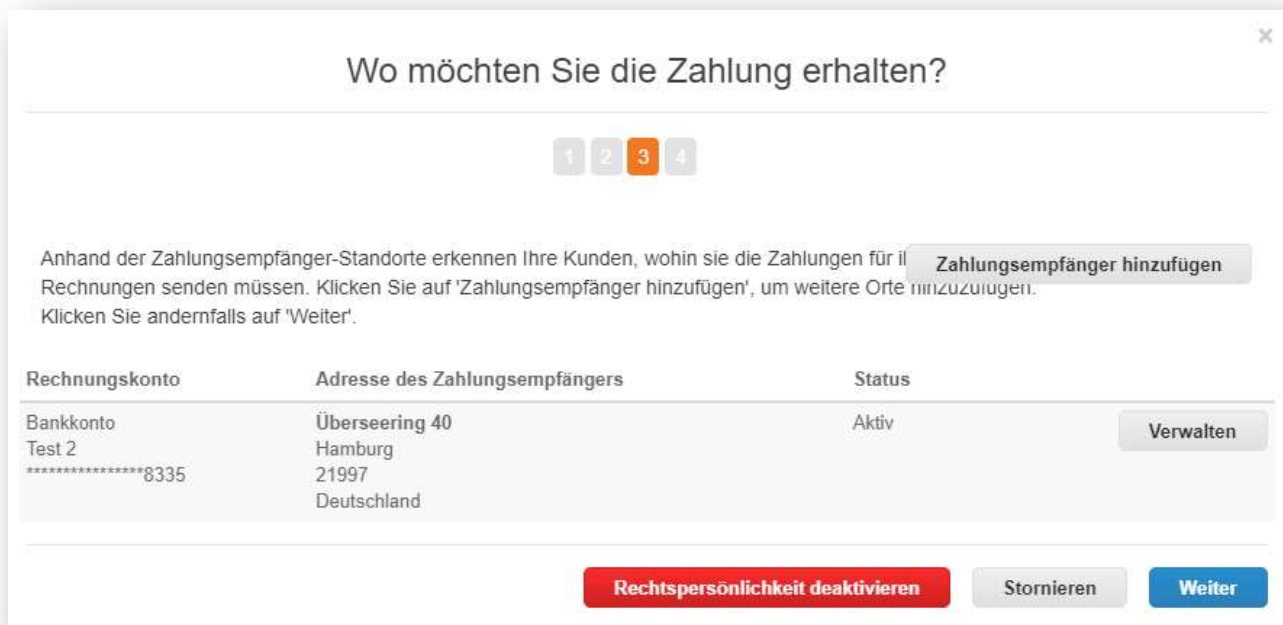 ×
Wo möchten Sie die Zahlung erhalten?
1 2 3 4
Anhand der Zahlungsempfänger-Standorte erkennen Ihre Kunden, wohin sie die Zahlungen für
Zahlungsempfänger hinzufügen
Rechnungen senden müssen. Klicken Sie auf 'Zahlungsempfänger hinzufügen', um weitere Orte hinzuzufügen.
Klicken Sie andernfalls auf 'Weiter'.
Rechnungskonto Adresse des Zahlungsempfängers Status
Bankkonto Überseering 40 Aktiv Verwalten
Test 2 Hamburg
****************8335 21997
Deutschland
Rechtspersönlichkeit deaktivieren Stornieren Weiter